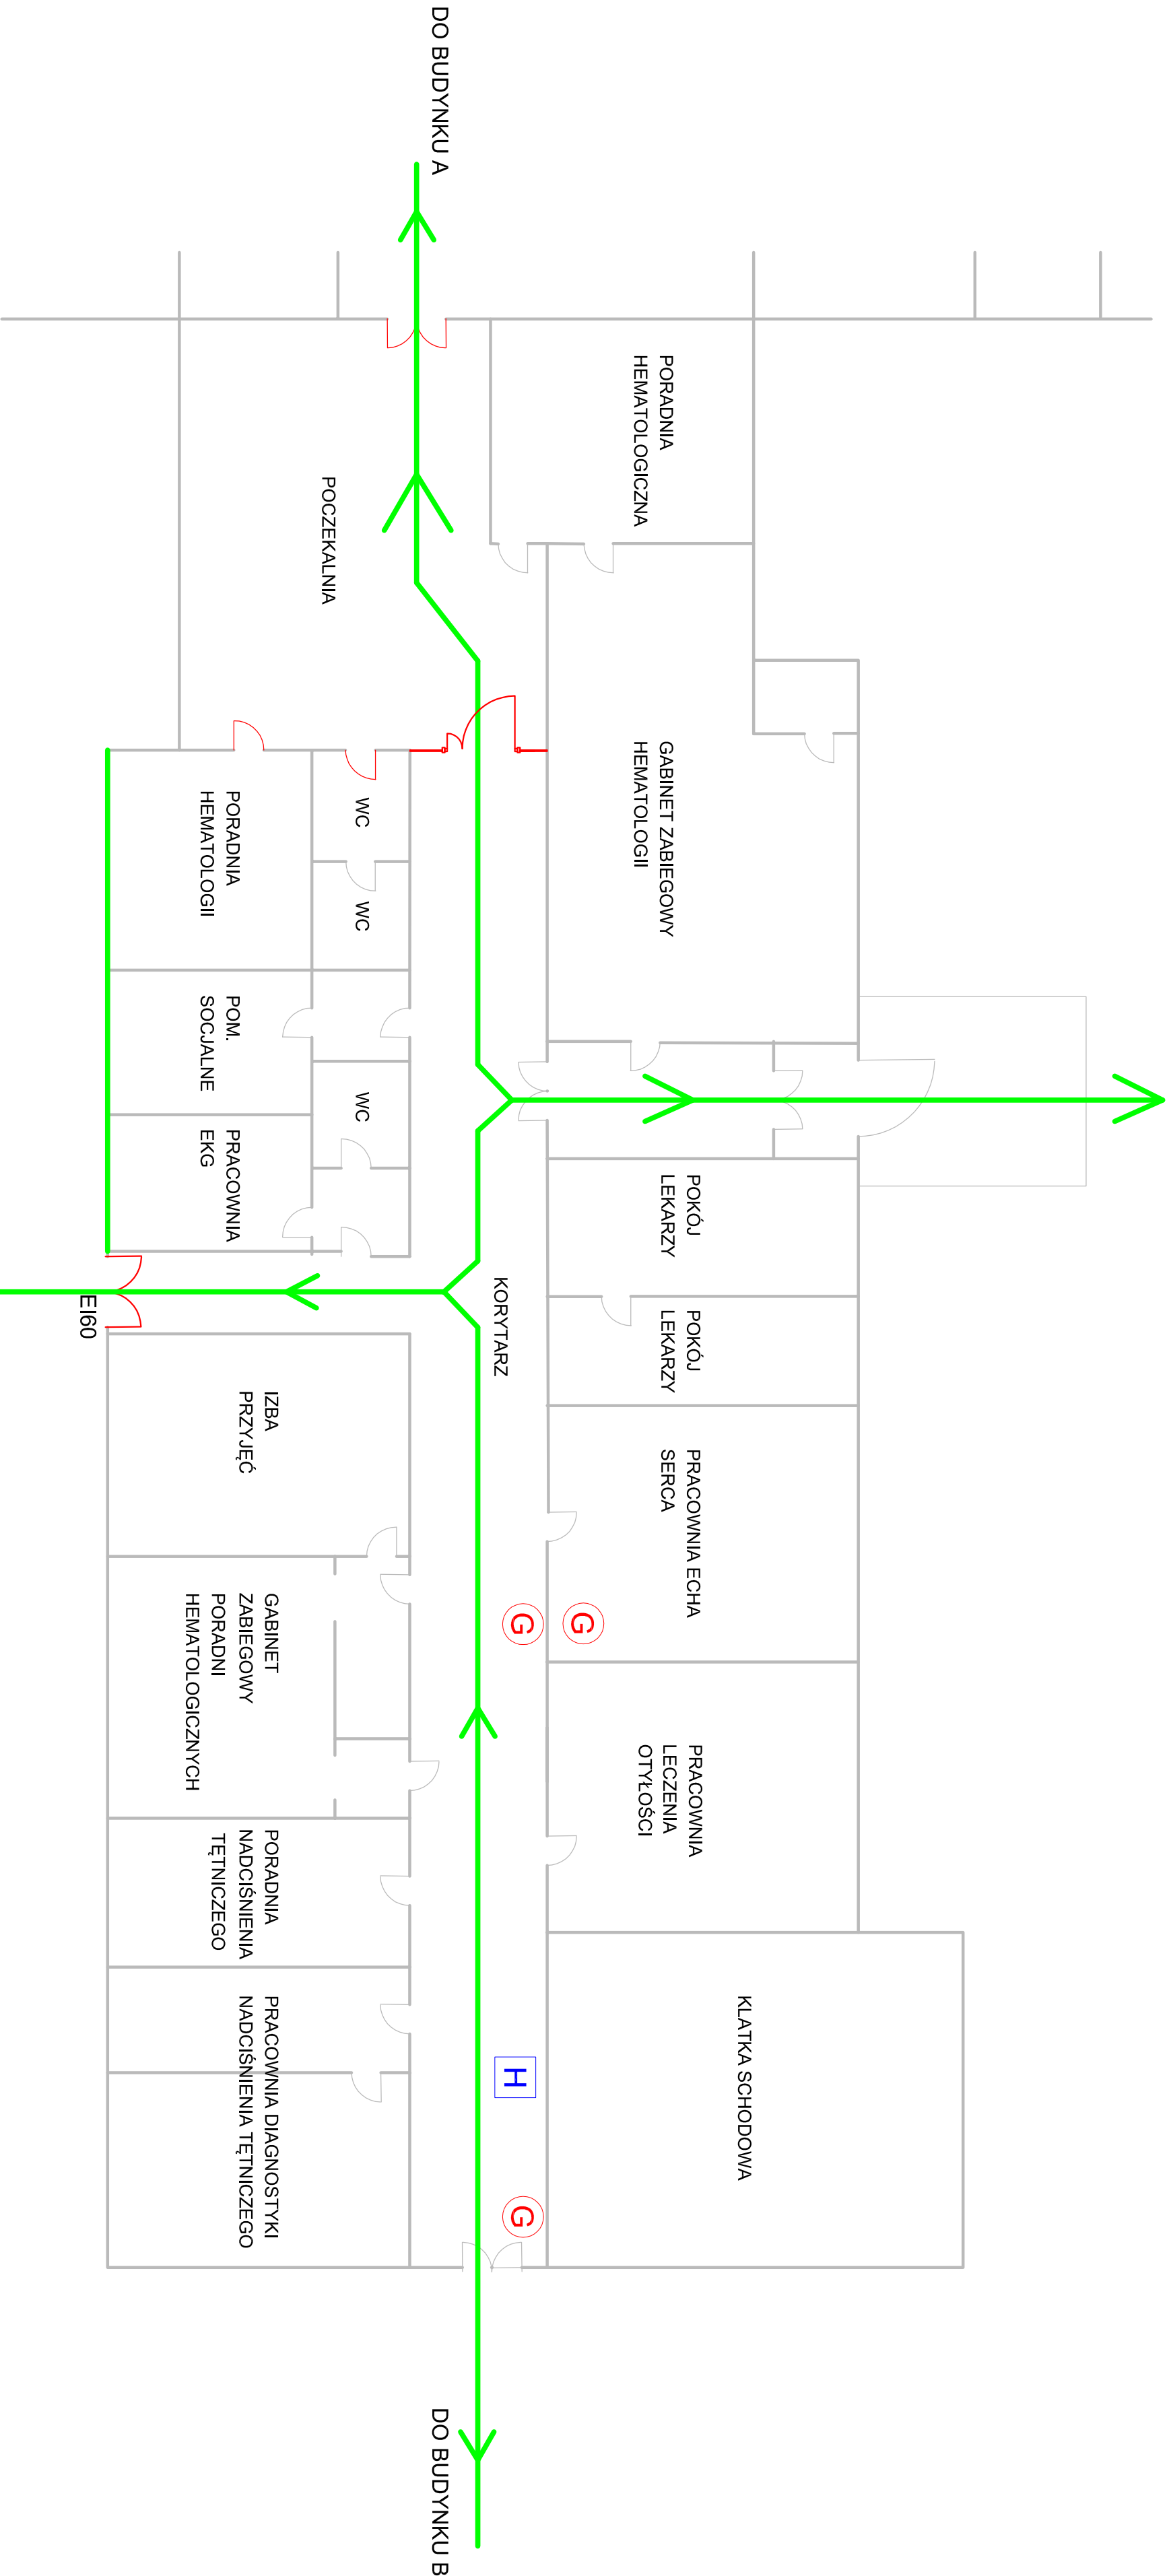 DO BUDYNKU A
PORADNIA
HEMATOLOGICZNA
POCZEKALNIA
GABINET ZABIEGOWY
HEMATOLOGII
WC
WC
PORADNIA
HEMATOLOGII
POM.
SOCJALNE
WC
PRACOWNIA
EKG
POKÓJ
LEKARZY
KORYTARZ
EI60
POKÓJ
LEKARZY
IZBA
PRZYJĘĆ
PRACOWNIA ECHA
SERCA
G
G
GABINET
ZABIEGOWY
PORADNI
HEMATOLOGICZNYCH
PRACOWNIA
LECZENIA
OTYŁOŚCI
PORADNIA
NADCIŚNIENIA
TĘTNICZEGO
KLATKA SCHODOWA
H
PRACOWNIA DIAGNOSTYKI
NADCIŚNIENIA TĘTNICZEGO
G
DO BUDYNKU B